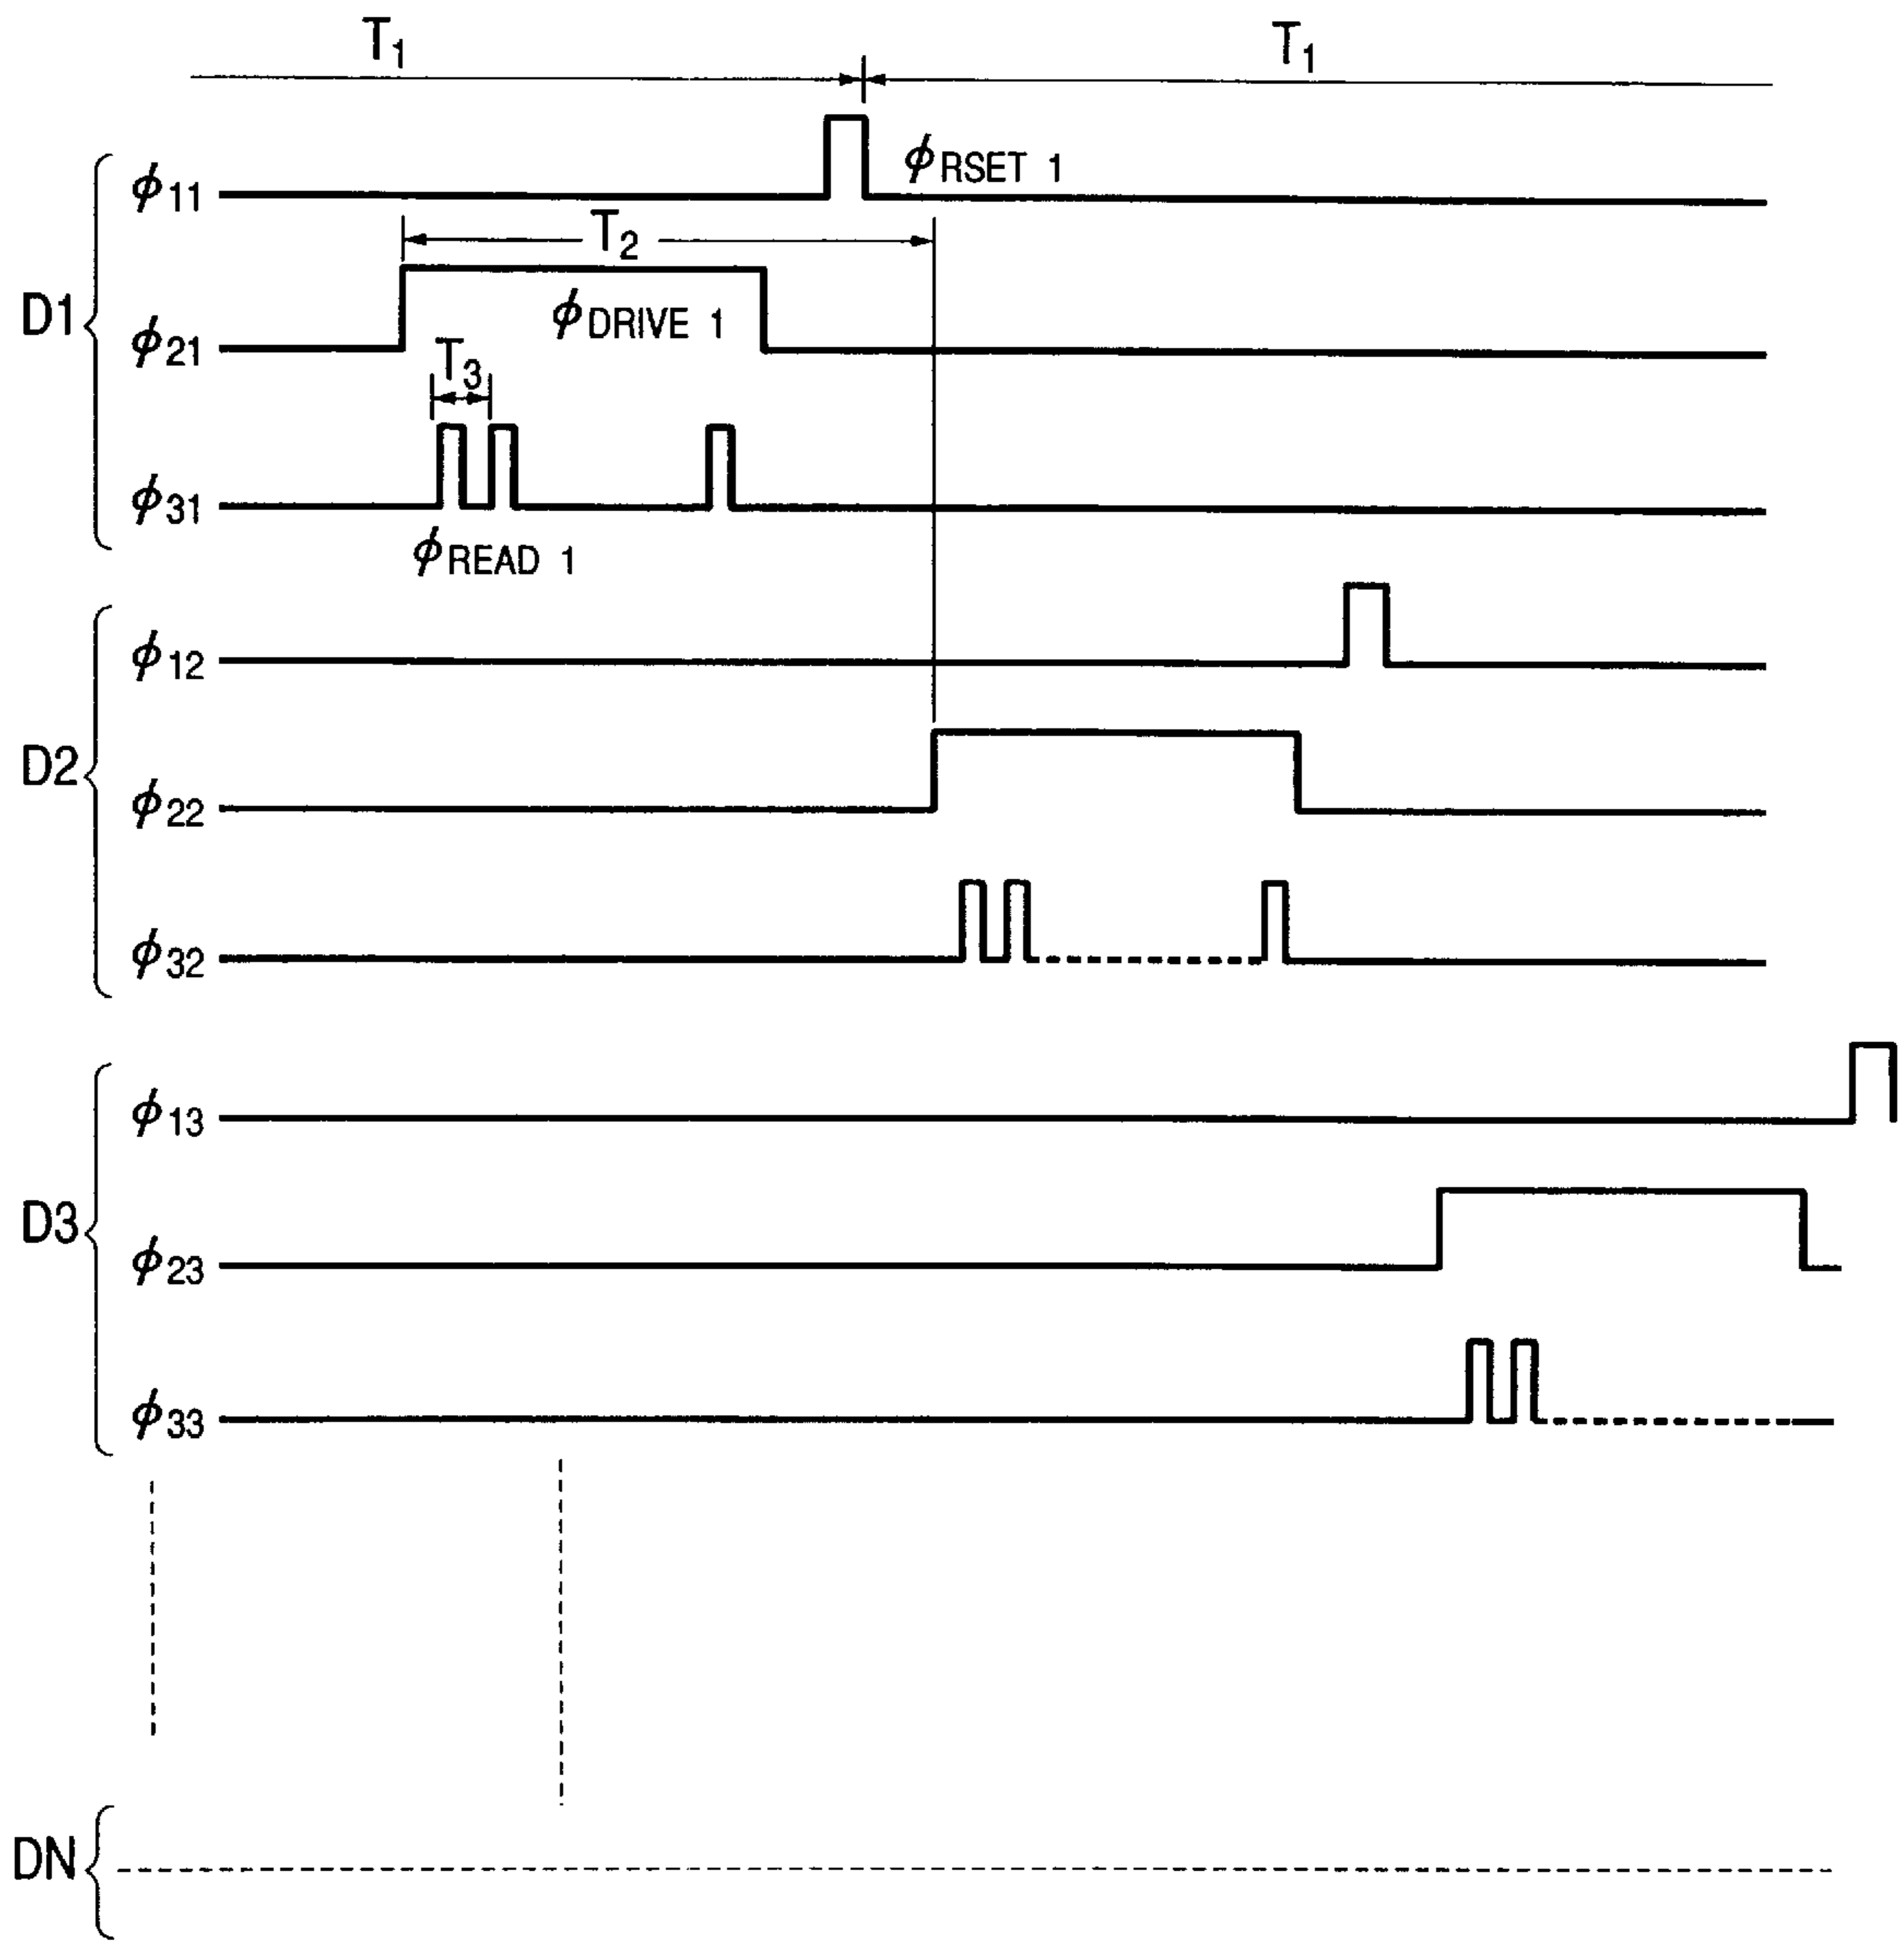 T1 T1
ϕ11 ϕRSET 1
T2
D1 ϕ21 ϕDRIVE 1
T3
ϕ31
ϕREAD 1
ϕ12
D2
ϕ22
ϕ32
ϕ13
D3
ϕ23
ϕ33
DN